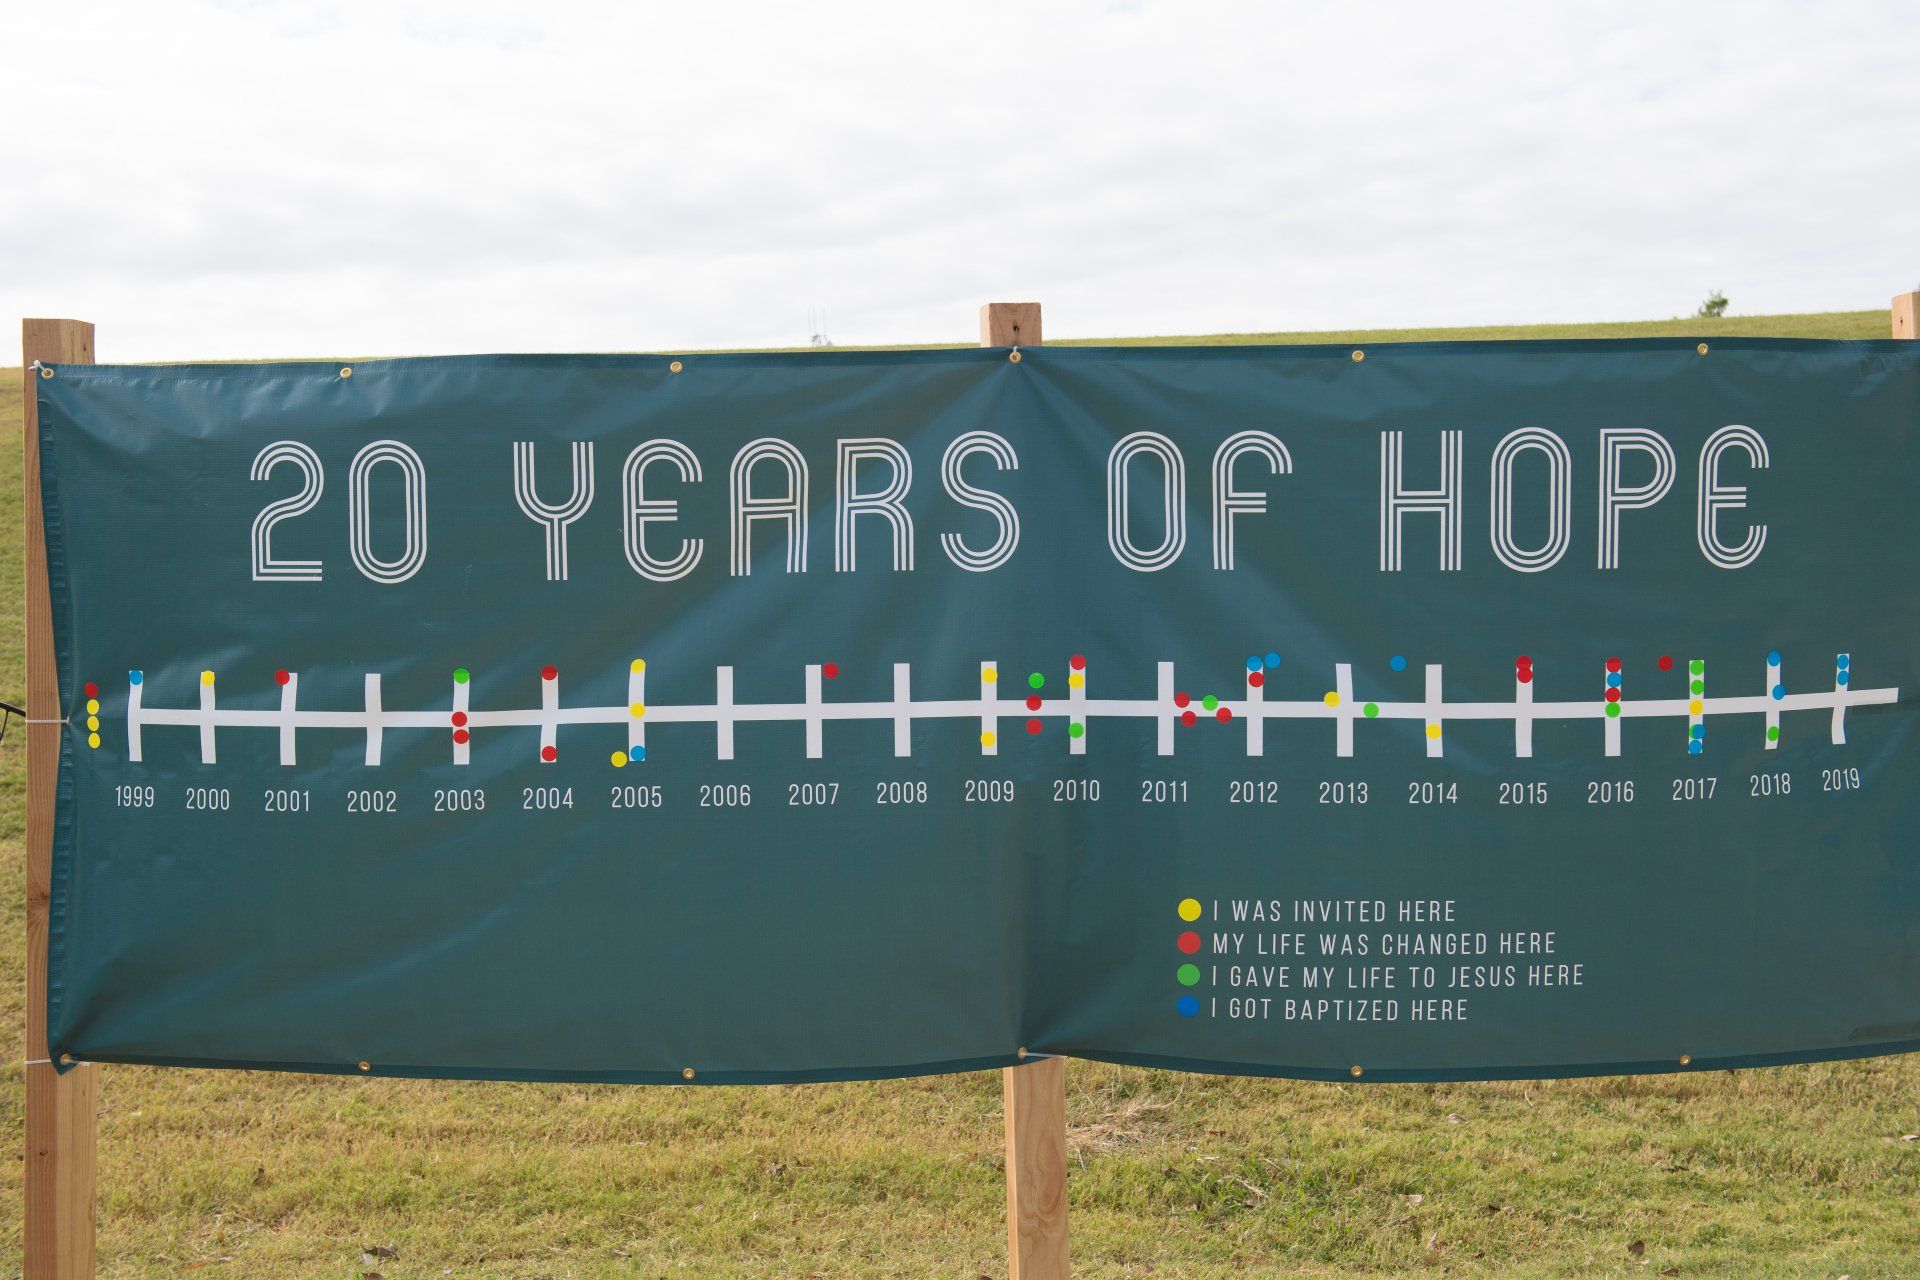 20 YEARS OF HOPE
1999 2000 2001 2002 2003 2004 2005 2006 2007 2008 2009 2010 2011 2012 2013 2014 2015 2016 2017 2018 2019
I WAS INVITED HERE
MY LIFE WAS CHANGED HERE
I GAVE MY LIFE TO JESUS HERE
I GOT BAPTIZED HERE